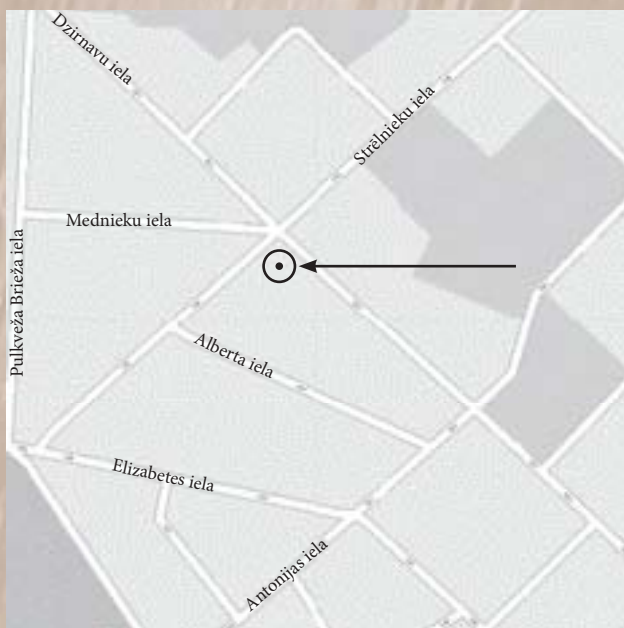 Dzirnavu iela
Strēlnieku iela
Mednieku iela
Pulkveža Brieža iela
Alberta iela
Elizabetes iela
Antonijas iela